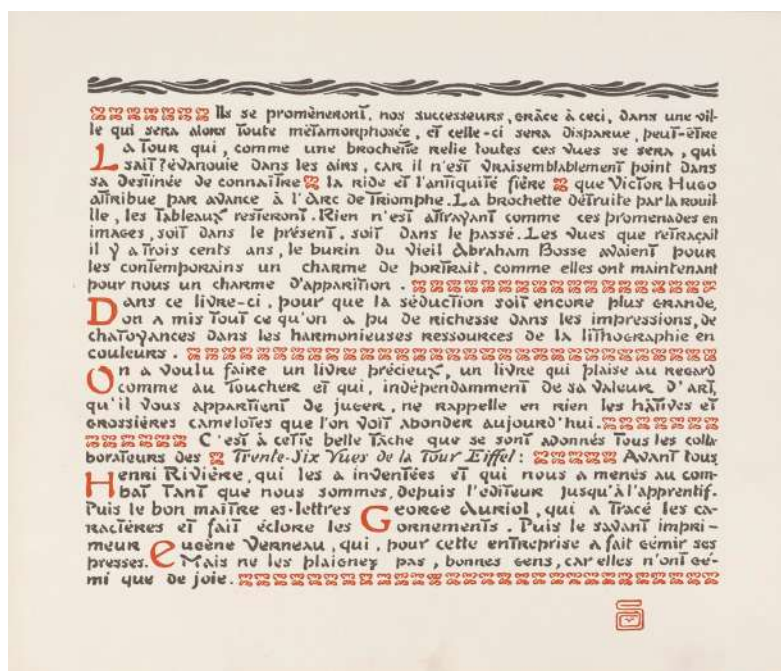 Ils se promèneront, nos successeurs, grâce à ceci, dans une vil-
le qui sera alors toute métamorphosée, et celle-ci sera disparue, peut-être
La Tour qui, comme une brochette relie toutes ces vues se sera, qui
sait? évanouie dans les airs, car il n'est vraisemblablement point dans
sa destinée de connaître la ride et l'antiquité fière que Victor Hugo
attribue par avance à l'Arc de Triomphe. La brochette détruite par la rouil
lle, les tableaux resteront. Rien n'est attrayant comme ces promenades en
images, soit dans le présent, soit dans le passé. Les vues que retraçait
il y a trois cents ans, le burin du vieil Abraham Bosse avaient pour
les contemporains un charme de portrait, comme elles ont maintenant
pour nous un charme d'apparition.
Dans ce livre-ci, pour que la séduction soit encore plus grande,
on a mis tout ce qu'on a pu de richesse dans les impressions, de
chatoyances dans les harmonieuses ressources de la lithographie en
couleurs.
On a voulu faire un livre précieux, un livre qui plaise au regard
comme au toucher et qui, indépendamment de sa valeur d'art,
qu'il vous appartient de juger, ne rappelle en rien les hâtives et
grossières camelotes que l'on voit abonder aujourd'hui.
C'est à cette belle tâche que se sont adonnés tous les colla
borateurs des Trente-Six Vues de la Tour Eiffel: Avant tous
Henri Rivière, qui les a inventées et qui nous a menés au com-
bat tant que nous sommes, depuis l'éditeur jusqu'à l'apprentif.
Puis le bon maître es-lettres George Auriol, qui a tracé les ca-
ractères et fait éclore les ornements. Puis le savant impri-
meur Eugène Verneau, qui, pour cette entreprise a fait gémir ses
presses. Mais ne les plaignez pas, bonnes gens, car elles n'ont gé-
mi que de joie.